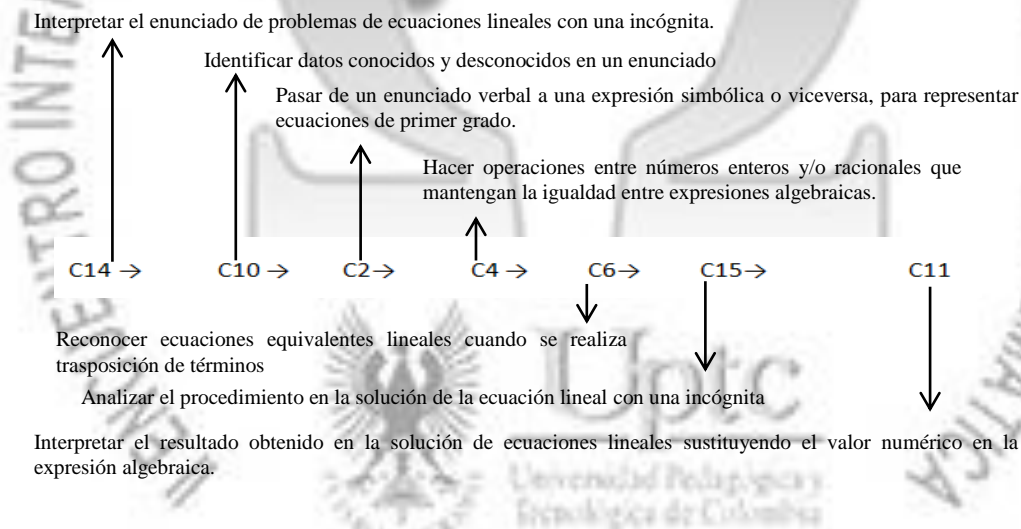 Interpretar el enunciado de problemas de ecuaciones lineales con una incógnita.
Identificar datos conocidos y desconocidos en un enunciado
Pasar de un enunciado verbal a una expresión simbólica o viceversa, para representar
ecuaciones de primer grado.
Hacer operaciones entre números enteros y/o racionales que
mantengan la igualdad entre expresiones algebraicas.
C14 → C10 → C2→ C4 → C6→ C15→ C11
Reconocer ecuaciones equivalentes lineales cuando se realiza
trasposición de términos
Analizar el procedimiento en la solución de la ecuación lineal con una incógnita
Interpretar el resultado obtenido en la solución de ecuaciones lineales sustituyendo el valor numérico en la
expresión algebraica.
Uptc
Universidad Pedagógica y
Tecnológica de Colombia